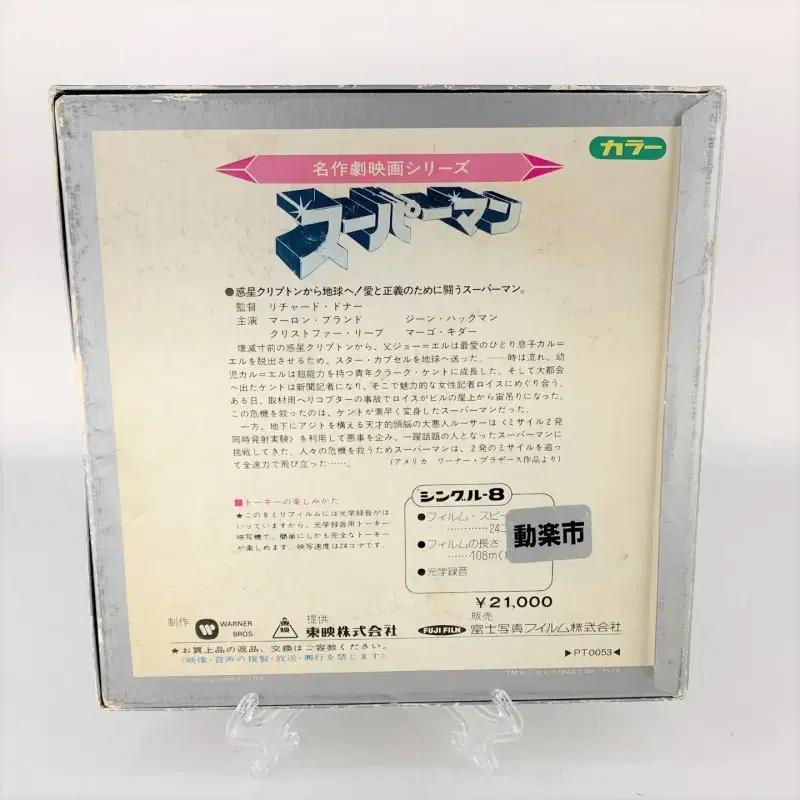 カラー
名作劇映画シリーズ
スーパーマン
●惑星クリプトンから地球へ!愛と正義のために闘うスーパーマン。
監督 リチャード・ドナー
主演 マーロン・ブランド ジーン・ハックマン
クリストファー・リーブ マーゴ・キダー
壊滅寸前の惑星クリプトンから、父ジョー=エルは最愛のひとり息子カル=
エルを脱出させるため、スター・カプセルを地球へ送った。──時は流れ、幼
児カル=エルは超能力を持つ青年クラーク・ケントに成長した。そして大都会
へ出たケントは新聞記者になり、そこで魅力的な女性記者ロイスにめぐり合う。
ある日、取材用ヘリコプターの事故でロイスがビルの屋上から宙吊りになった。
この危機を救ったのは、ケントが素早く変身したスーパーマンだった。
一方、地下にアジトを構える天才的頭脳の大悪人ルーサーは《ミサイル2発
同時発射実験》を利用して悪事を企み、一躍話題の人となったスーパーマンに
挑戦してきた。人々の危機を救うためスーパーマンは、2発のミサイルを追っ
て全速力で飛び立った……。 (アメリカ ワーナー・ブラザース作品より)
■トーキーの楽しみかた
★この8ミリフィルムには光学録音がは
いっていますから、光学録音用トーキー
映写機で、簡単にしかも完全なトーキー
が楽しめます。映写速度は24コマです。
シングル-8
●フィルム・スピー
…………24コ
●フィルムの長さ
……108m(
●光学録音
動楽市
¥21,000
制作 WARNER BROS 東映 提供 東映株式会社 FUJI FILM 販売 富士写真フイルム株式会社
★お買上品の返品、交換はご容赦ください。
〈映像・音声の複製・放送・興行を禁じます〉
▶PT0053◀